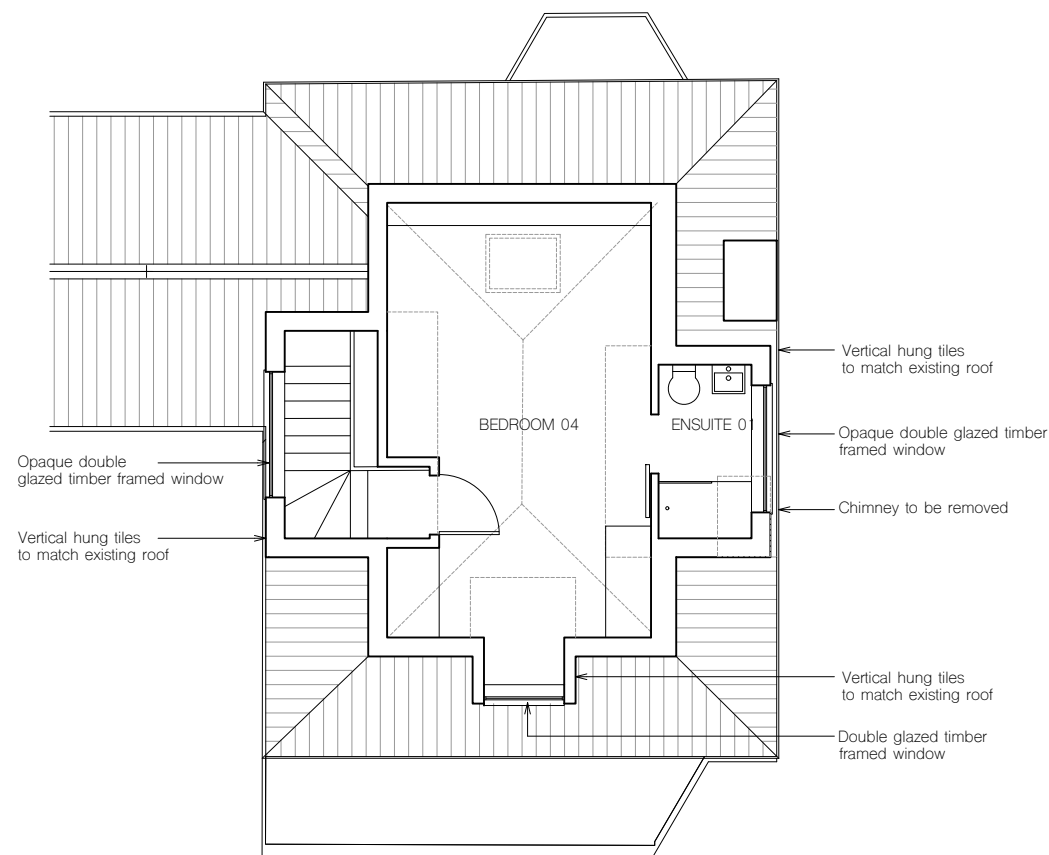 Vertical hung tiles
to match existing roof
BEDROOM 04
ENSUITE 01
Opaque double glazed timber
framed window
Opaque double
glazed timber framed window
Chimney to be removed
Vertical hung tiles
to match existing roof
Vertical hung tiles
to match existing roof
Double glazed timber
framed window